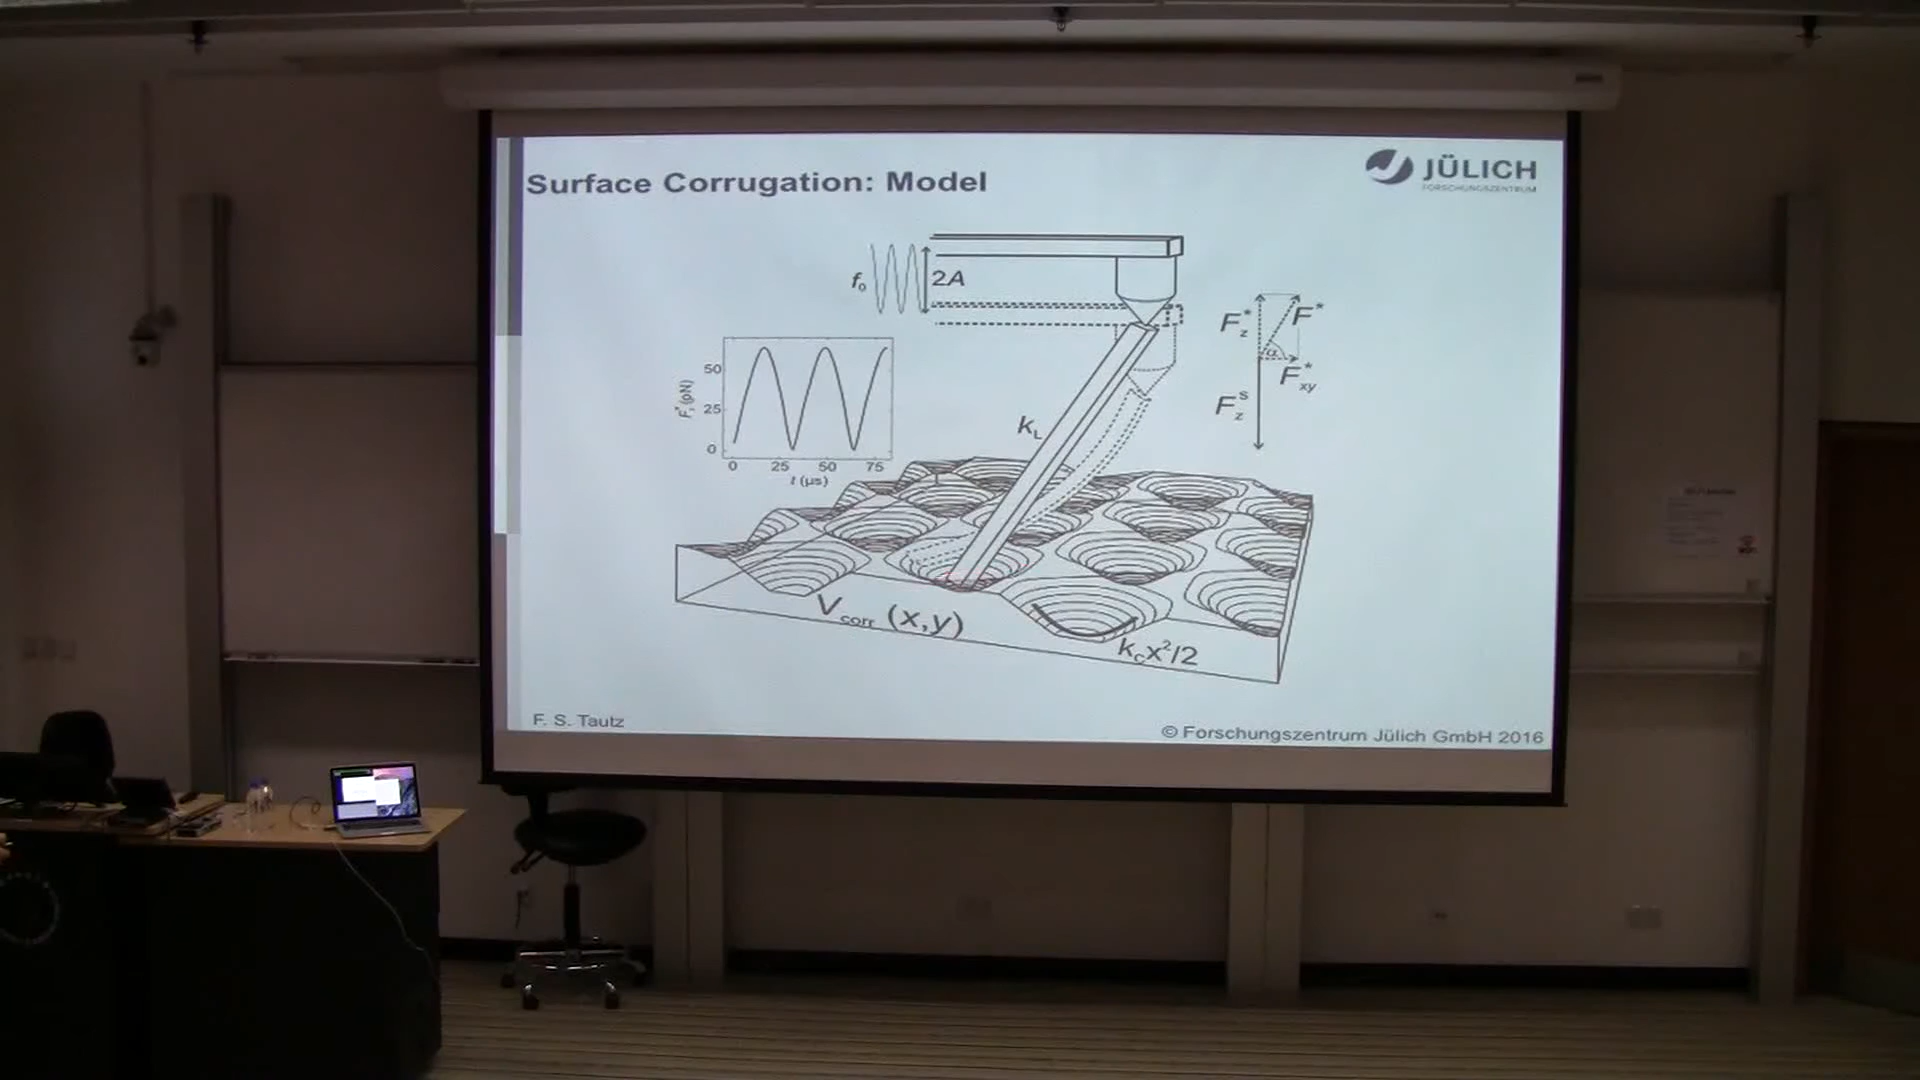 Surface Corrugation: Model
JÜLICH
FORSCHUNGSZENTRUM
f₀
2A
F*z
F*
α
F*xy
Fsz
50
25
0
0 25 50 75
t (µs)
kL
Vcorr (x,y)
kCx²/2
F. S. Tautz
© Forschungszentrum Jülich GmbH 2016